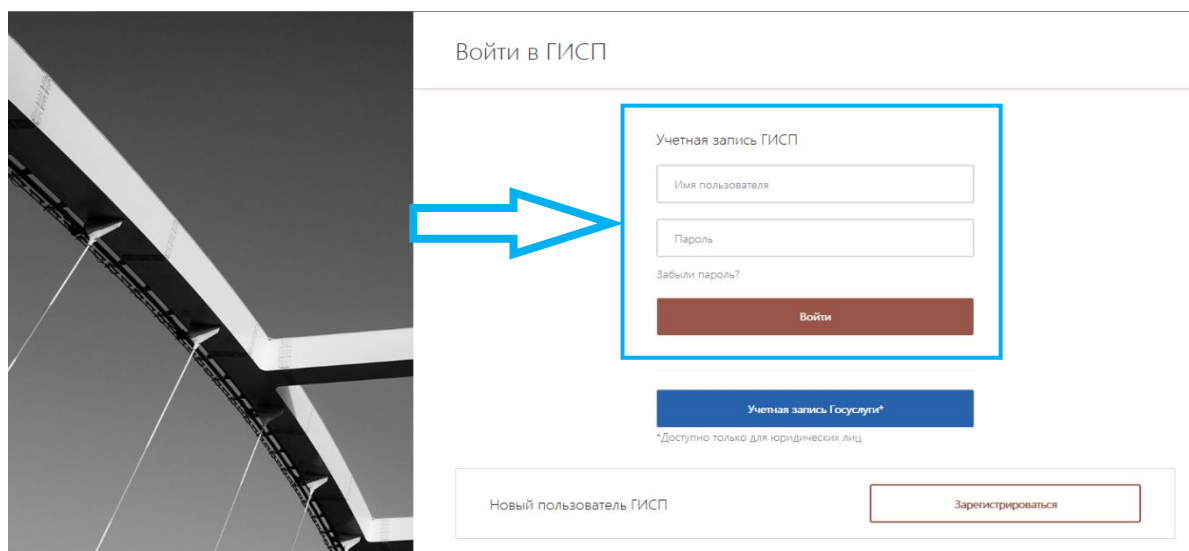 Войти в ГИСП
Учетная запись ГИСП
Имя пользователя
Пароль
Забыли пароль?
Войти
Учетная запись Госуслуги*
*Доступно только для юридических лиц
Новый пользователь ГИСП
Зарегистрироваться